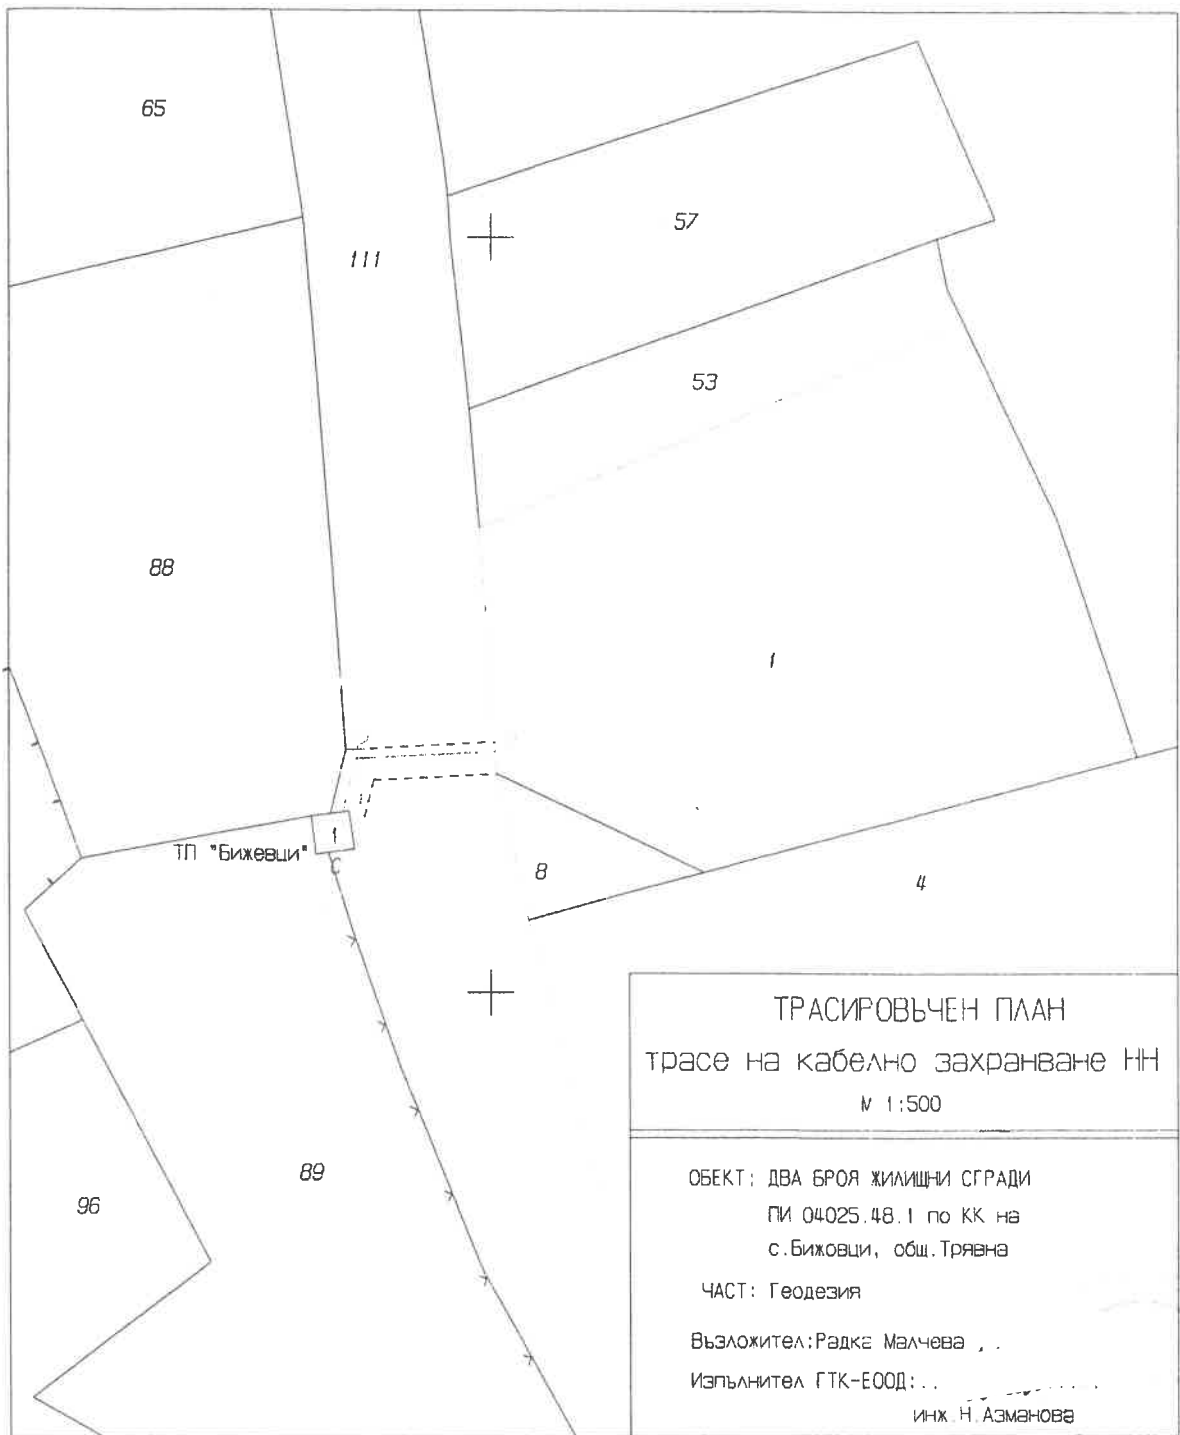 65
57
111
53
88
1
1
ТП "Бижевци"
С
8
4
89
96
ТРАСИРОВЪЧЕН ПЛАН
трасе на кабелно захранване НН
М 1:500
ОБЕКТ: ДВА БРОЯ ЖИЛИЩНИ СГРАДИ
ПИ 04025.48.1 по КК на
с.Бижовци, общ.Трявна
ЧАСТ: Геодезия
Възложител:Радка Малчева
Изпълнител ГТК-ЕООД:..
инж.Н.Азманова